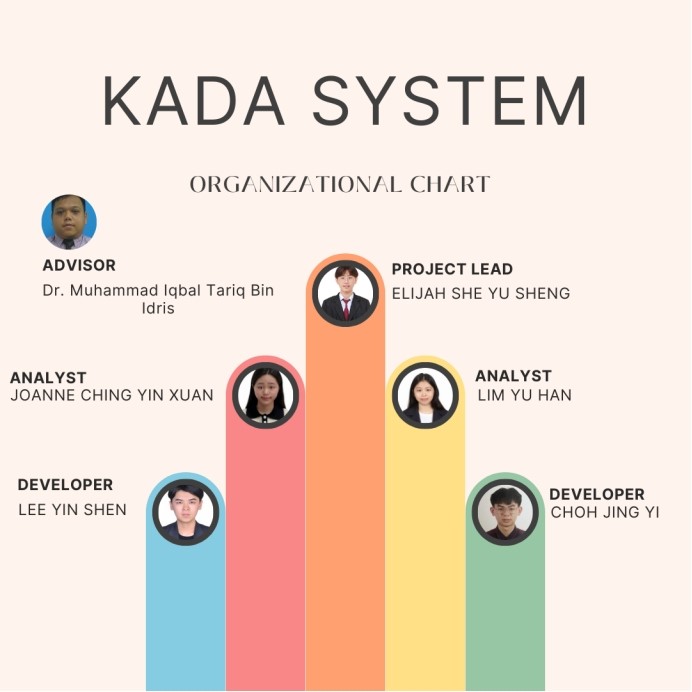 KADA SYSTEM
ORGANIZATIONAL CHART
ADVISOR
Dr. Muhammad Iqbal Tariq Bin
Idris
PROJECT LEAD
ELIJAH SHE YU SHENG
ANALYST
JOANNE CHING YIN XUAN
ANALYST
LIM YU HAN
DEVELOPER
LEE YIN SHEN
DEVELOPER
CHOH JING YI